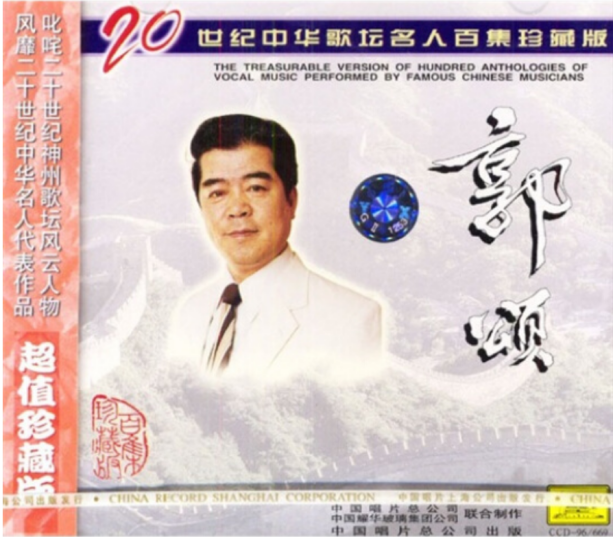 叱咤二十世纪神州歌坛风云人物
风靡二十世纪中华名人代表作品
超值珍藏版
20世纪中华歌坛名人百集珍藏版
THE TREASURABLE VERSION OF HUNDRED ANTHOLOGIES OF
VOCAL MUSIC PERFORMED BY FAMOUS CHINESE MUSICIANS
郭颂
百集
珍藏版
海公司出版发行 • CHINA RECORD SHANGHAI CORPORATION 中国唱片上海公司出版发行 • CHINA
中国唱片总公司
中国耀华玻璃集团公司 联合制作
中国唱片总公司出版
CCD-96/669